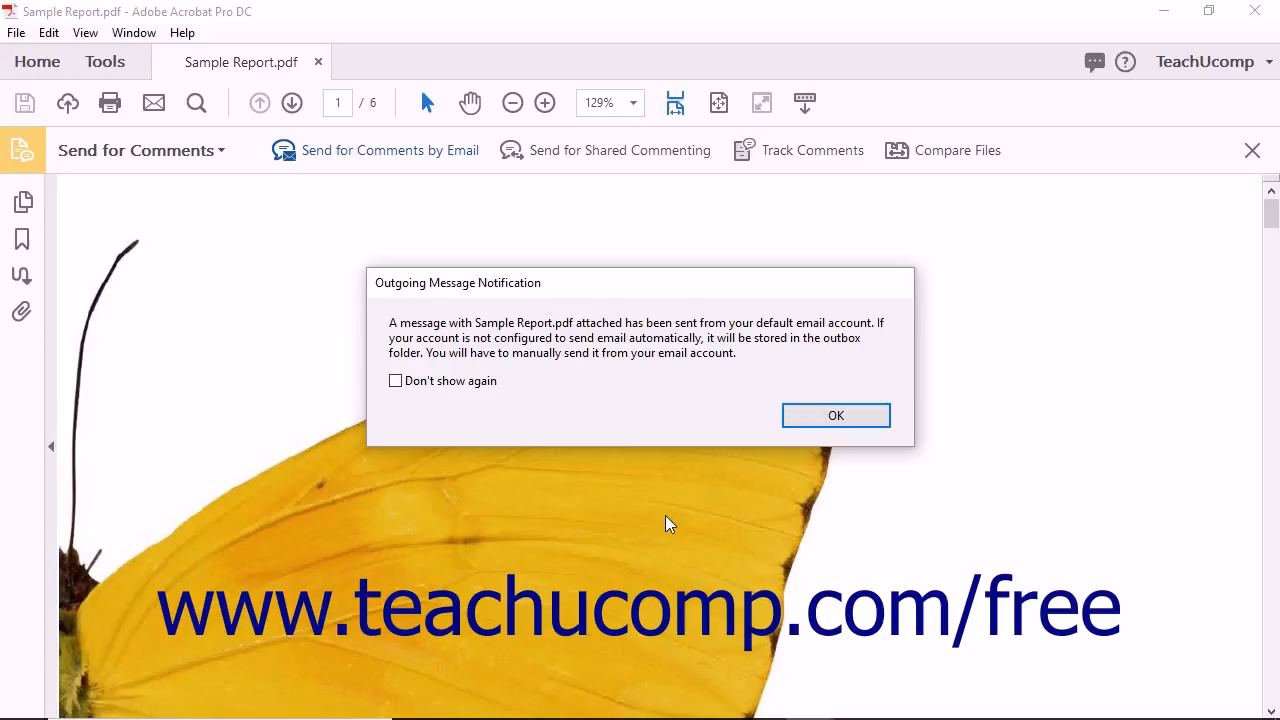 Sample Report.pdf - Adobe Acrobat Pro DC
File Edit View Window Help
Home Tools Sample Report.pdf TeachUcomp
1 / 6 129%
Send for Comments Send for Comments by Email Send for Shared Commenting Track Comments Compare Files
Outgoing Message Notification
A message with Sample Report.pdf attached has been sent from your default email account. If
your account is not configured to send email automatically, it will be stored in the outbox
folder. You will have to manually send it from your email account.
Don't show again
OK
www.teachucomp.com/free